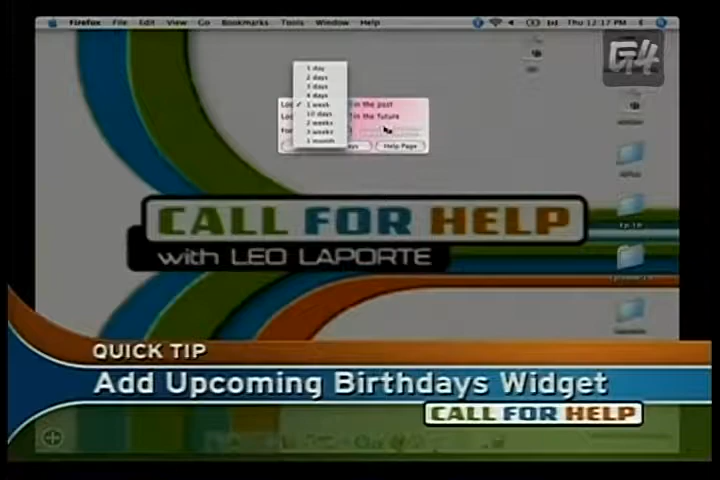 Firefox File Edit View Go Bookmarks Tools Window Help
Thu 12:17 PM
G4
1 day
2 days
3 days
4 days
✓ 1 week
10 days
2 weeks
3 weeks
1 month
in the past
in the future
Help Page
CALL FOR HELP
with LEO LAPORTE
QUICK TIP
Add Upcoming Birthdays Widget
CALL FOR HELP